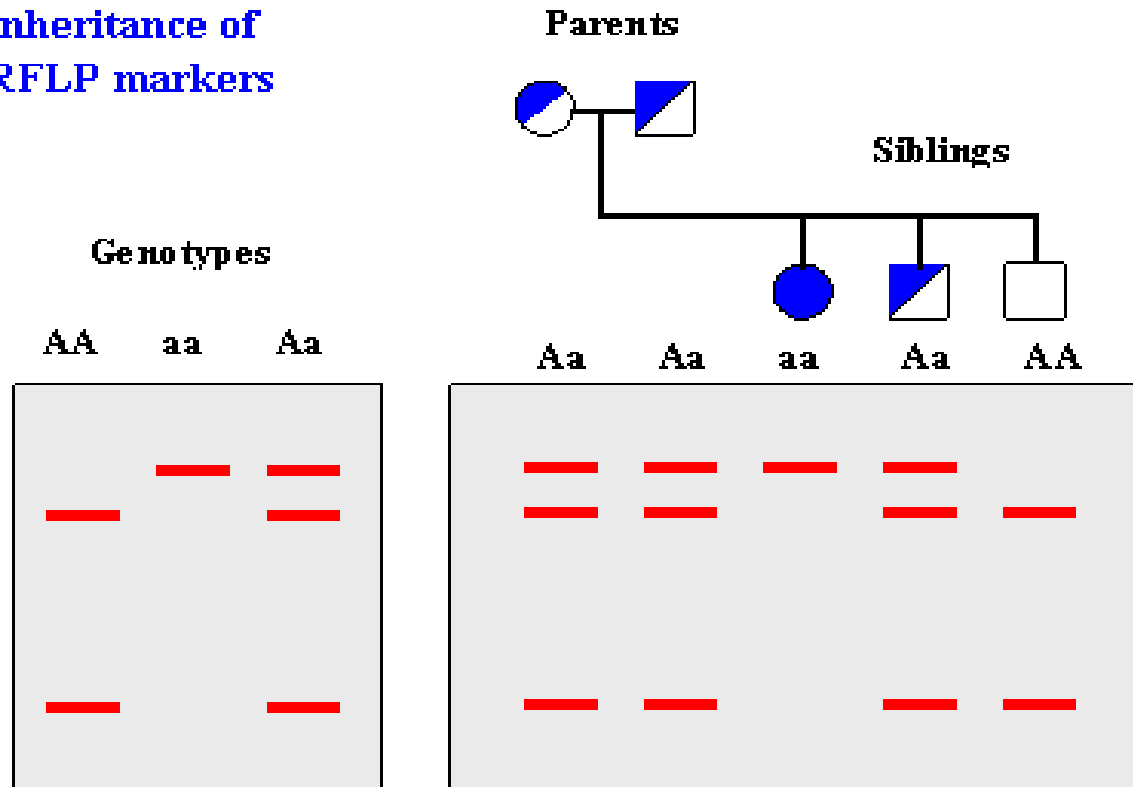 nheritance of
RFLP markers
Parents
Siblings
Genotypes
AA aa Aa
Aa Aa aa Aa AA